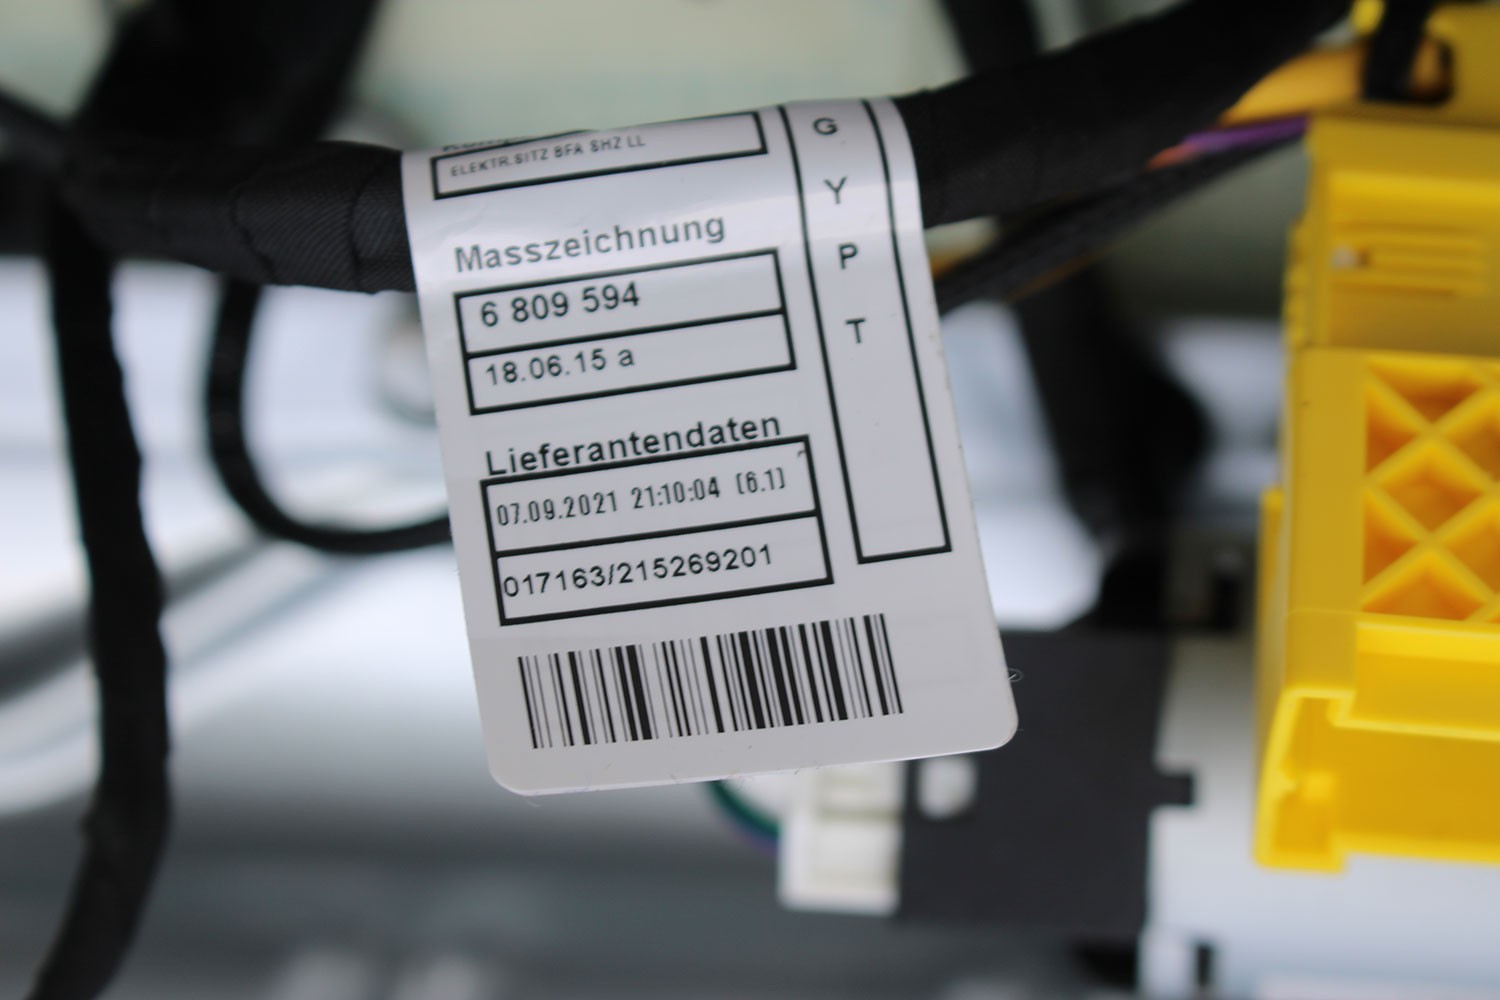 ELEKTR.SITZ BFA SHZ LL
Masszeichnung
6 809 594
18.06.15 a
Lieferantendaten
07.09.2021 21:10:04 (6.1)
017163/215269201
G
Y
P
T